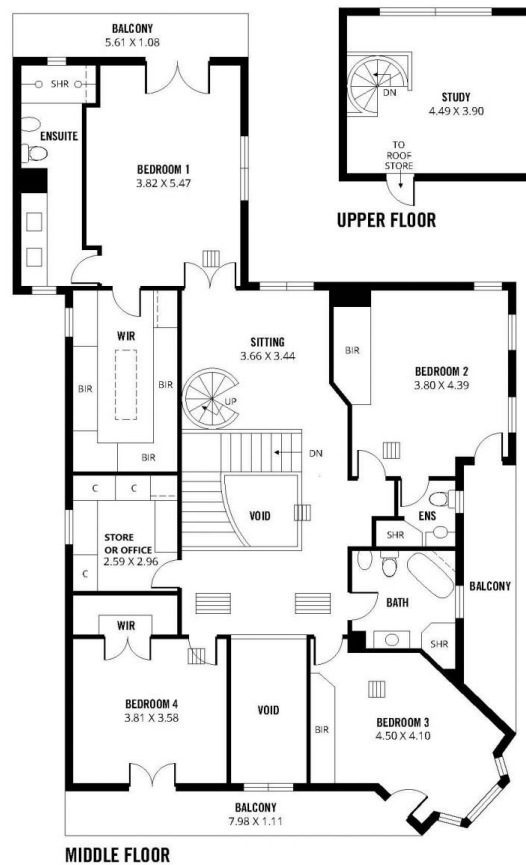 BALCONY
5.61 X 1.08
SHR
ENSUITE
BEDROOM 1
3.82 X 5.47
DN
STUDY
4.49 X 3.90
TO
ROOF
STORE
UPPER FLOOR
WIR
BIR
BIR
BIR
SITTING
3.66 X 3.44
UP
BIR
BEDROOM 2
3.80 X 4.39
DN
VOID
C
C
STORE
OR OFFICE
2.59 X 2.96
C
ENS
SHR
BALCONY
BATH
SHR
WIR
BEDROOM 4
3.81 X 3.58
VOID
BIR
BEDROOM 3
4.50 X 4.10
BALCONY
7.98 X 1.11
MIDDLE FLOOR